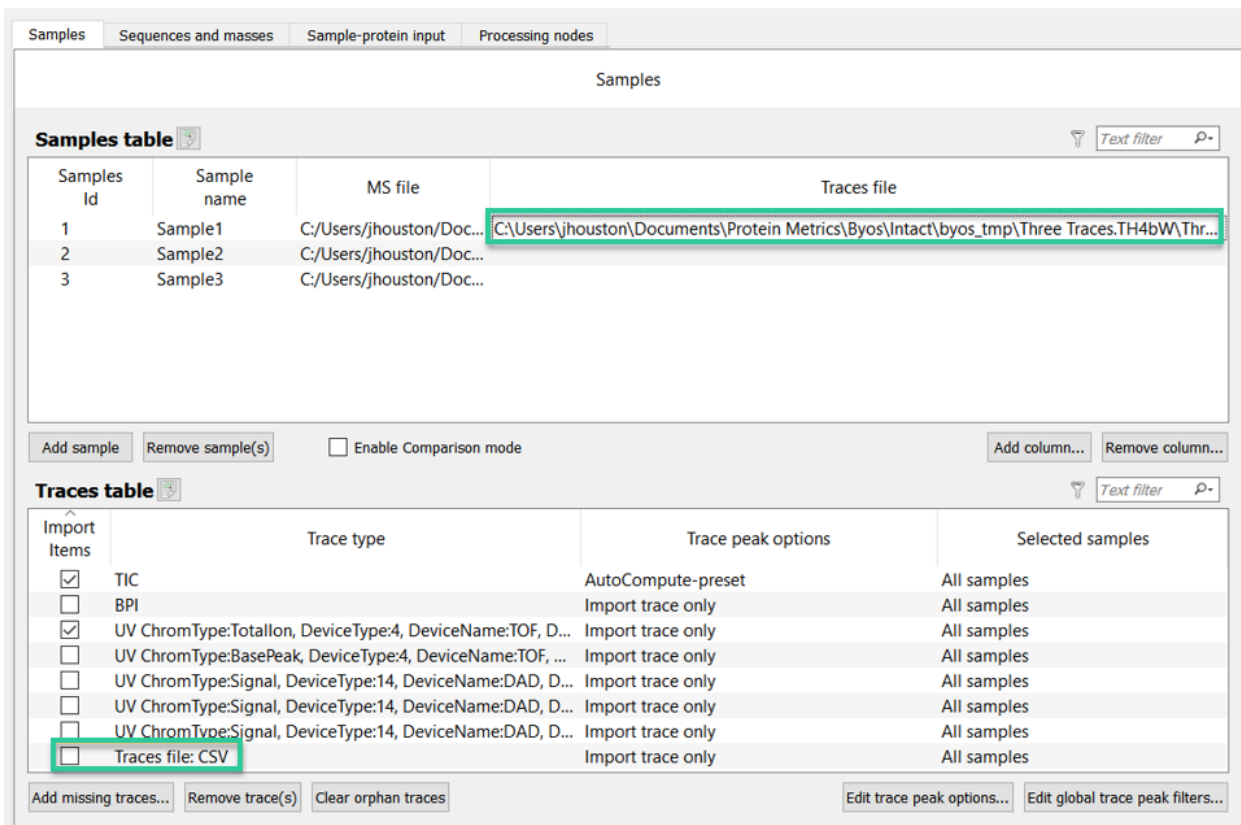 Samples Sequences and masses Sample-protein input Processing nodes
Samples
Samples table Text filter
Samples Id Sample name MS file Traces file
1 Sample1 C:/Users/jhouston/Doc... C:\Users\jhouston\Documents\Protein Metrics\Byos\Intact\byos_tmp\Three Traces.TH4bW\Thr...
2 Sample2 C:/Users/jhouston/Doc...
3 Sample3 C:/Users/jhouston/Doc...
Add sample Remove sample(s) Enable Comparison mode Add column... Remove column...
Traces table Text filter
Import Items Trace type Trace peak options Selected samples
TIC AutoCompute-preset All samples
BPI Import trace only All samples
UV ChromType:TotalIon, DeviceType:4, DeviceName:TOF, D... Import trace only All samples
UV ChromType:BasePeak, DeviceType:4, DeviceName:TOF, ... Import trace only All samples
UV ChromType:Signal, DeviceType:14, DeviceName:DAD, D... Import trace only All samples
UV ChromType:Signal, DeviceType:14, DeviceName:DAD, D... Import trace only All samples
UV ChromType:Signal, DeviceType:14, DeviceName:DAD, D... Import trace only All samples
Traces file: CSV Import trace only All samples
Add missing traces... Remove trace(s) Clear orphan traces Edit trace peak options... Edit global trace peak filters...